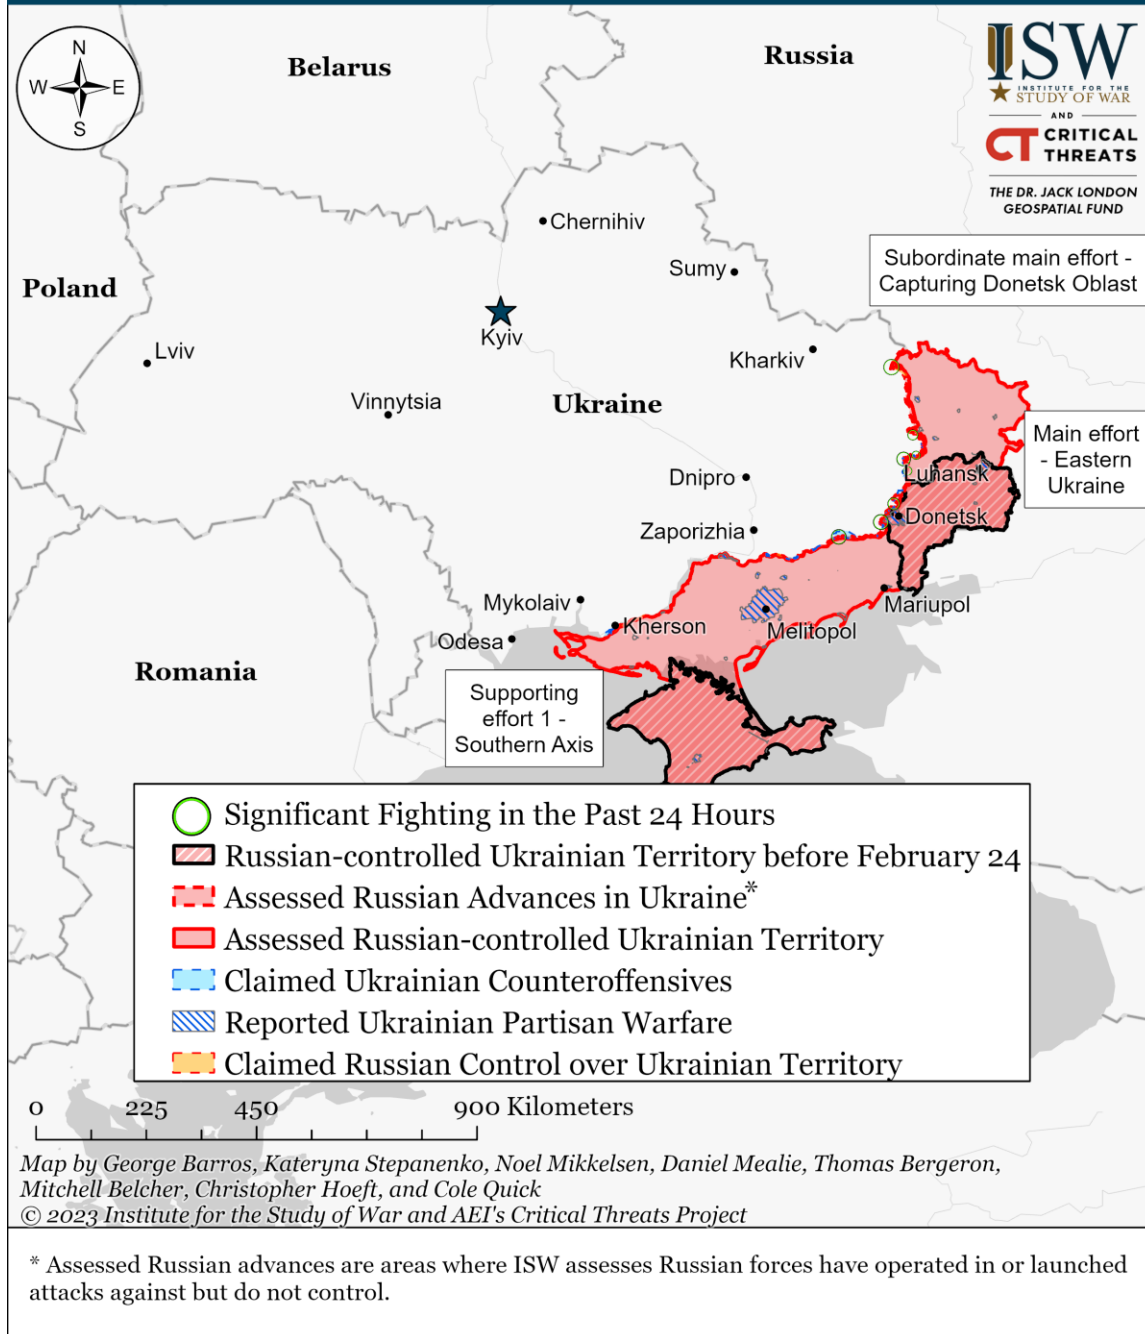 N
W
E
S
Belarus
Russia
ISW
INSTITUTE FOR THE
STUDY OF WAR
AND
CT CRITICAL
THREATS
THE DR. JACK LONDON
GEOSPATIAL FUND
Chernihiv
Sumy
Subordinate main effort -
Capturing Donetsk Oblast
Poland
Kyiv
Lviv
Kharkiv
Vinnytsia
Ukraine
Main effort
- Eastern
Ukraine
Dnipro
Luhansk
Donetsk
Zaporizhia
Mykolaiv
Mariupol
Odesa
Kherson
Melitopol
Romania
Supporting
effort 1 -
Southern Axis
Significant Fighting in the Past 24 Hours
Russian-controlled Ukrainian Territory before February 24
Assessed Russian Advances in Ukraine*
Assessed Russian-controlled Ukrainian Territory
Claimed Ukrainian Counteroffensives
Reported Ukrainian Partisan Warfare
Claimed Russian Control over Ukrainian Territory
0 225 450 900 Kilometers
Map by George Barros, Kateryna Stepanenko, Noel Mikkelsen, Daniel Mealie, Thomas Bergeron,
Mitchell Belcher, Christopher Hoeft, and Cole Quick
© 2023 Institute for the Study of War and AEI's Critical Threats Project
* Assessed Russian advances are areas where ISW assesses Russian forces have operated in or launched
attacks against but do not control.